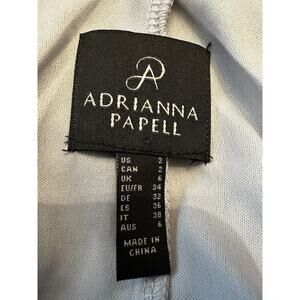 ADRIANNA
PAPELL
US 2
CAN 2
UK 6
EU/FR 34
DE 32
ES 36
IT 38
AUS 6
MADE IN
CHINA